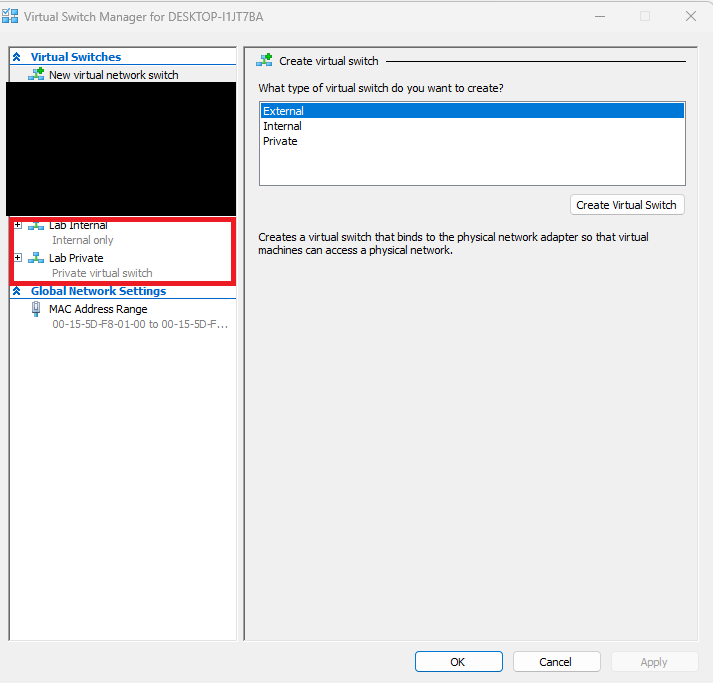 Virtual Switch Manager for DESKTOP-I1JT7BA
Virtual Switches
New virtual network switch
Lab Internal
Internal only
Lab Private
Private virtual switch
Global Network Settings
MAC Address Range
00-15-5D-F8-01-00 to 00-15-5D-F...
Create virtual switch
What type of virtual switch do you want to create?
External
Internal
Private
Create Virtual Switch
Creates a virtual switch that binds to the physical network adapter so that virtual
machines can access a physical network.
OK
Cancel
Apply